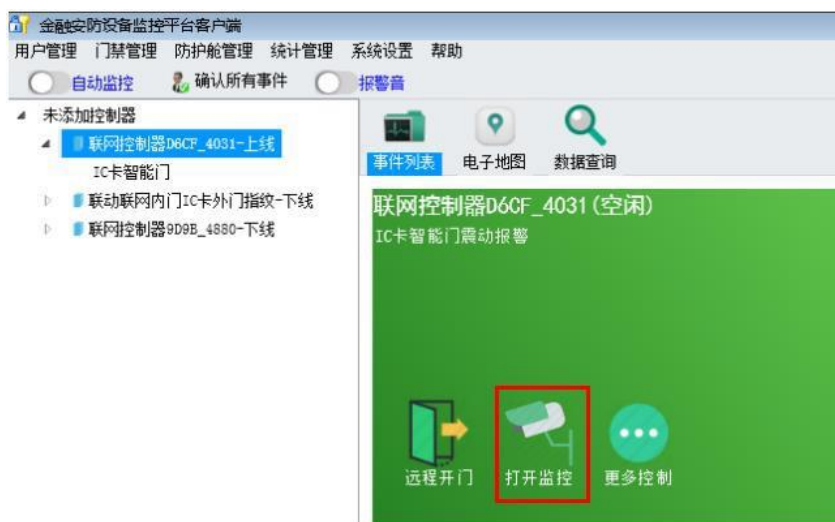 金融安防设备监控平台客户端
用户管理 门禁管理 防护舱管理 统计管理 系统设置 帮助
自动监控 确认所有事件 报警音
未添加控制器
联网控制器D6CF_4031-上线
IC卡智能门
联动联网内门IC卡外门指纹-下线
联网控制器9D9B_4880-下线
事件列表 电子地图 数据查询
联网控制器D6CF_4031(空闲)
IC卡智能门震动报警
远程开门 打开监控 更多控制